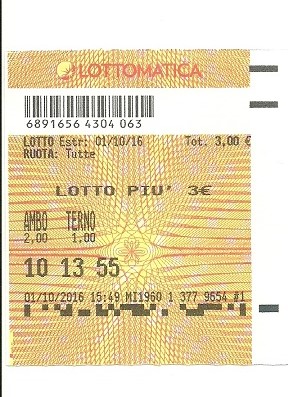 LOTTOMATICA
6891656 4304 063
LOTTO Estr: 01/10/16 Tot. 3,00 €
RUOTA: Tutte
LOTTO PIU' 3€
AMBO TERNO
2,00 1,00
10 13 55
01/10/2016 15:49 MI1960 1 377 9654 #1